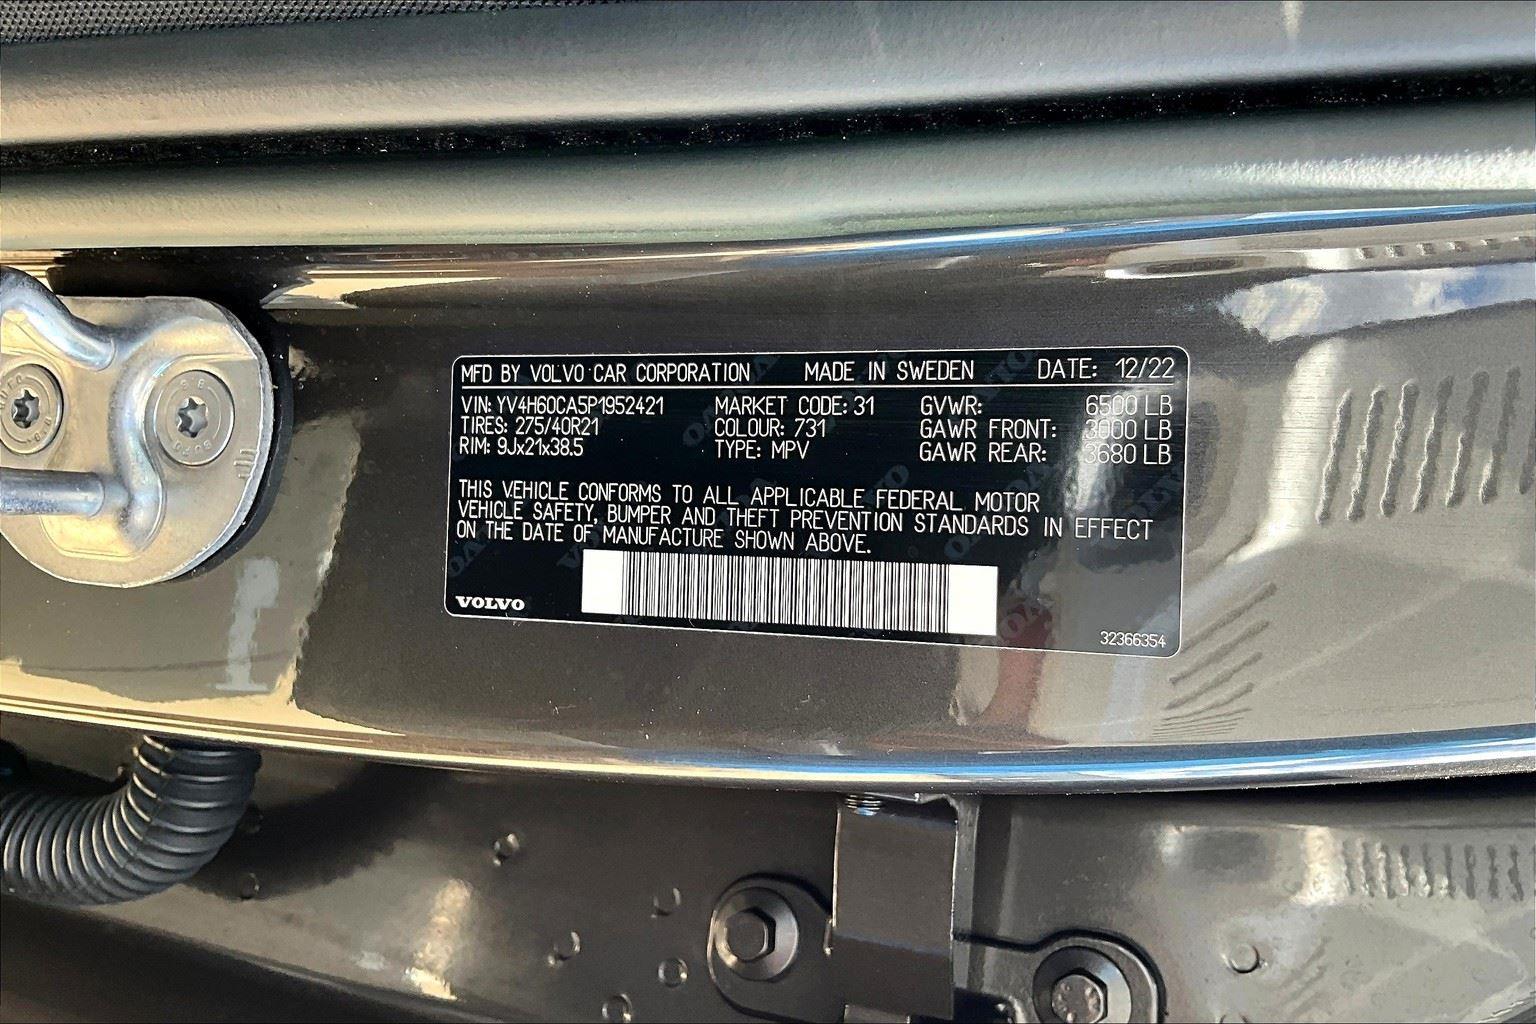 MFD BY VOLVO CAR CORPORATION MADE IN SWEDEN DATE: 12/22
VIN: YV4H60CA5P1952421 MARKET CODE: 31 GVWR: 6500 LB
TIRES: 275/40R21 COLOUR: 731 GAWR FRONT: 3000 LB
RIM: 9Jx21x38.5 TYPE: MPV GAWR REAR: 3680 LB
THIS VEHICLE CONFORMS TO ALL APPLICABLE FEDERAL MOTOR
VEHICLE SAFETY, BUMPER AND THEFT PREVENTION STANDARDS IN EFFECT
ON THE DATE OF MANUFACTURE SHOWN ABOVE.
VOLVO
32366354